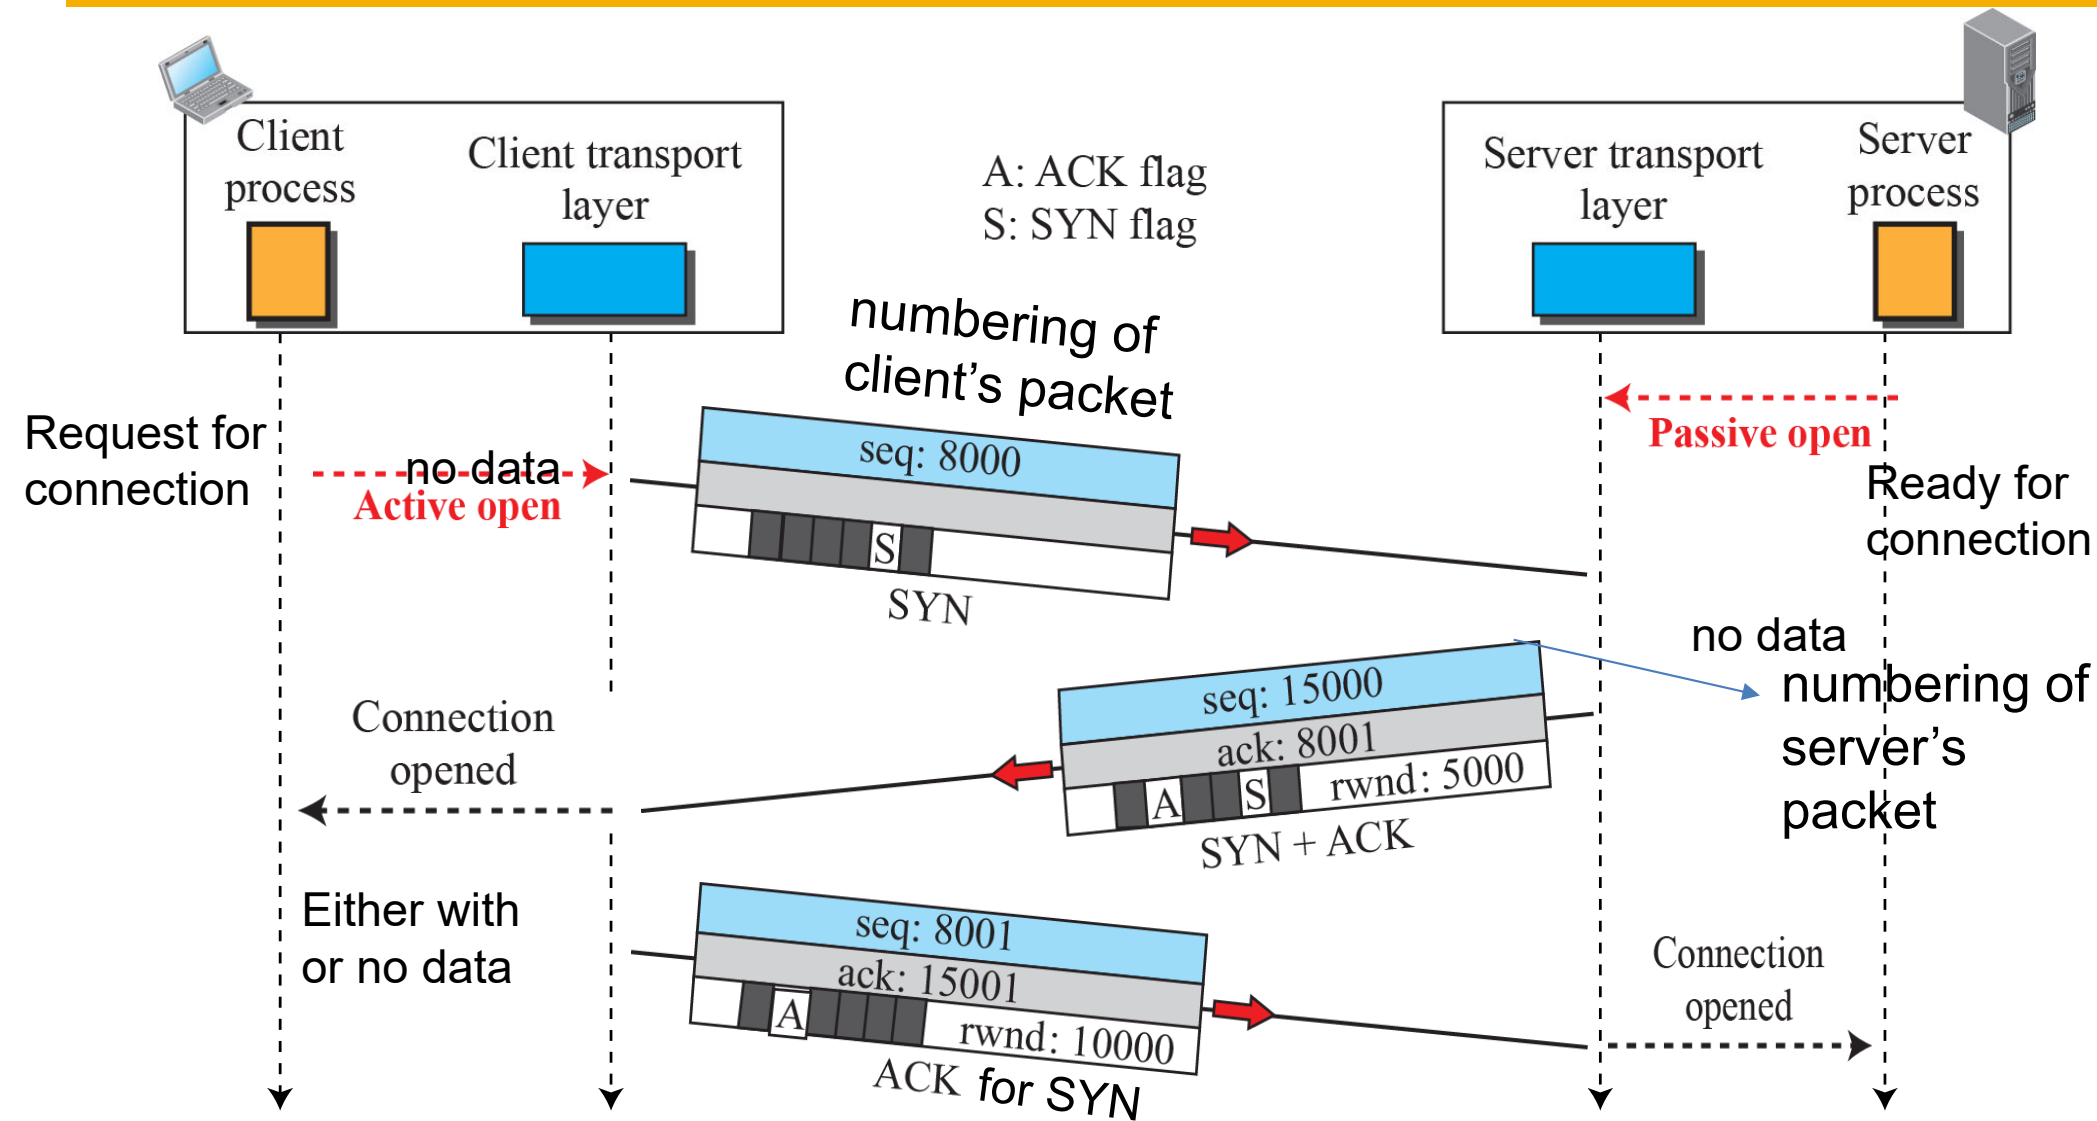 Client
process
Client transport
layer
A: ACK flag
S: SYN flag
Server transport
layer
Server
process
numbering of
client’s packet
Request for
connection
no data
Active open
seq: 8000
S
SYN
Passive open
Ready for
connection
no data
numbering of
server’s
packet
seq: 15000
ack: 8001
A
S
rwnd: 5000
SYN + ACK
Connection
opened
Either with
or no data
seq: 8001
ack: 15001
A
rwnd: 10000
ACK for SYN
Connection
opened